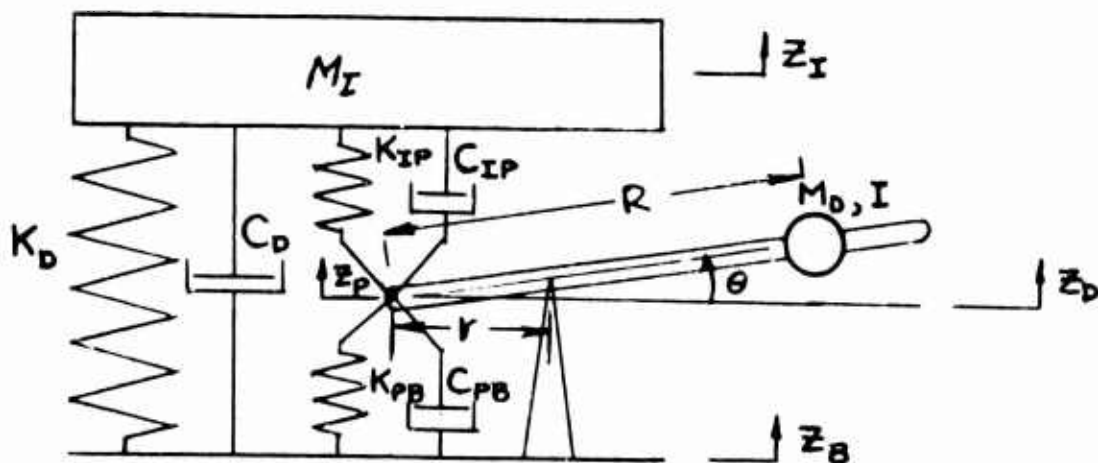 M_I
Z_I
K_IP
C_IP
R
M_D, I
K_D
C_D
Z_P
θ
Z_D
r
K_PB
C_PB
Z_B